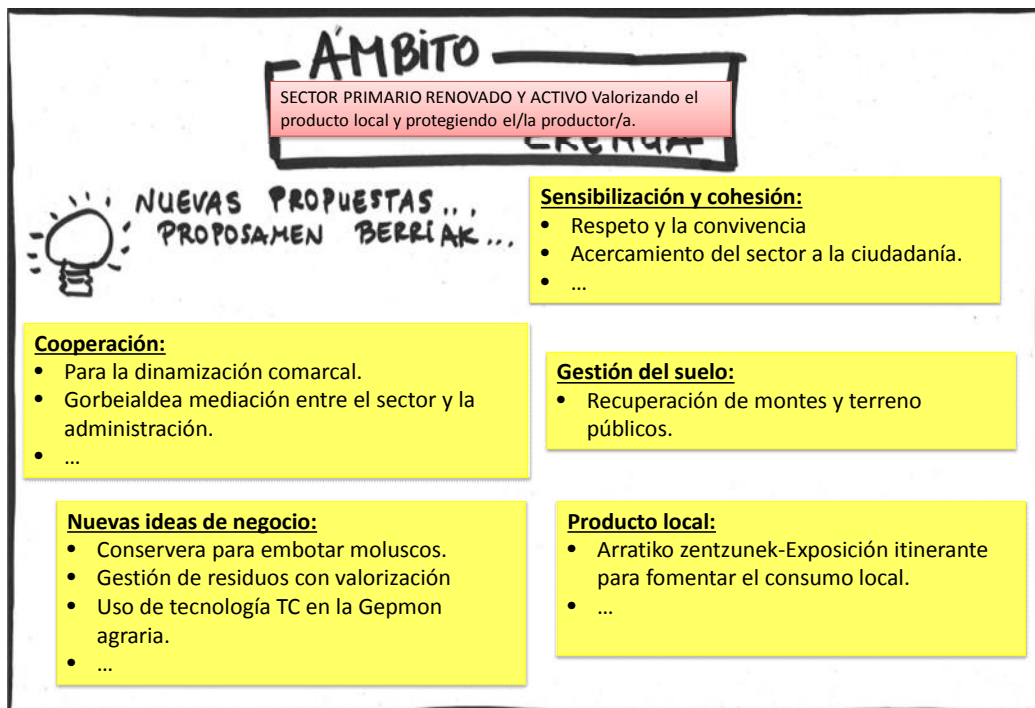 ÁMBITO
SECTOR PRIMARIO RENOVADO Y ACTIVO Valorizando el
producto local y protegiendo el/la productor/a.
NUEVAS PROPUESTAS...
PROPOSAMEN BERRIAK...
Sensibilización y cohesión:
• Respeto y la convivencia
• Acercamiento del sector a la ciudadanía.
• ...
Cooperación:
• Para la dinamización comarcal.
• Gorbeialdea mediación entre el sector y la
administración.
• ...
Gestión del suelo:
• Recuperación de montes y terreno
públicos.
Nuevas ideas de negocio:
• Conservera para embotar moluscos.
• Gestión de residuos con valorización
• Uso de tecnología TC en la Gepmon
agraria.
• ...
Producto local:
• Arratiko zentzunek-Exposición itinerante
para fomentar el consumo local.
• ...